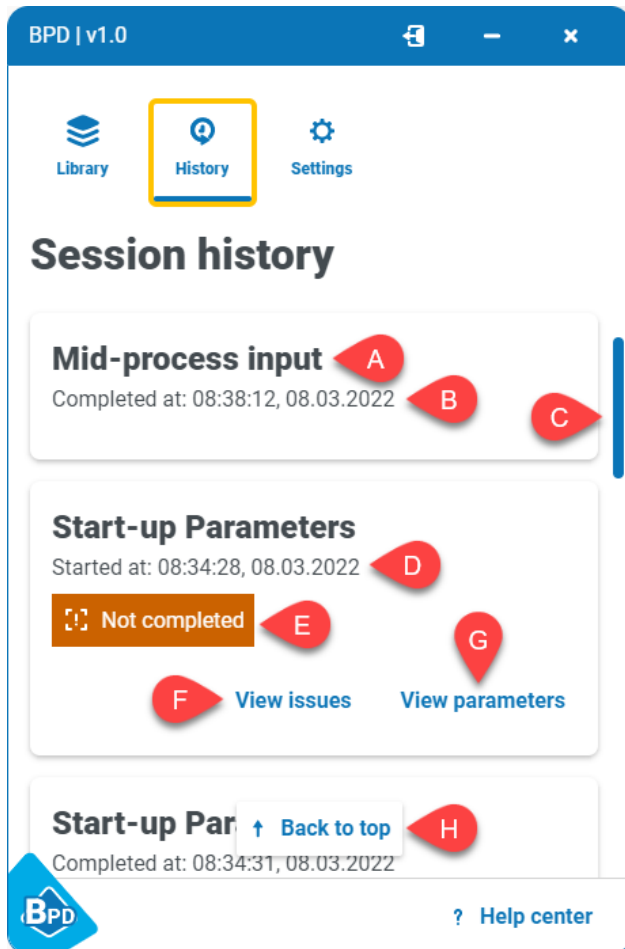 BPD | v1.0
Library History Settings
Session history
Mid-process input A
Completed at: 08:38:12, 08.03.2022 B
C
Start-up Parameters
Started at: 08:34:28, 08.03.2022 D
Not completed E
G
F View issues View parameters
Start-up Par
Back to top H
Completed at: 08:34:31, 08.03.2022
BPD
? Help center